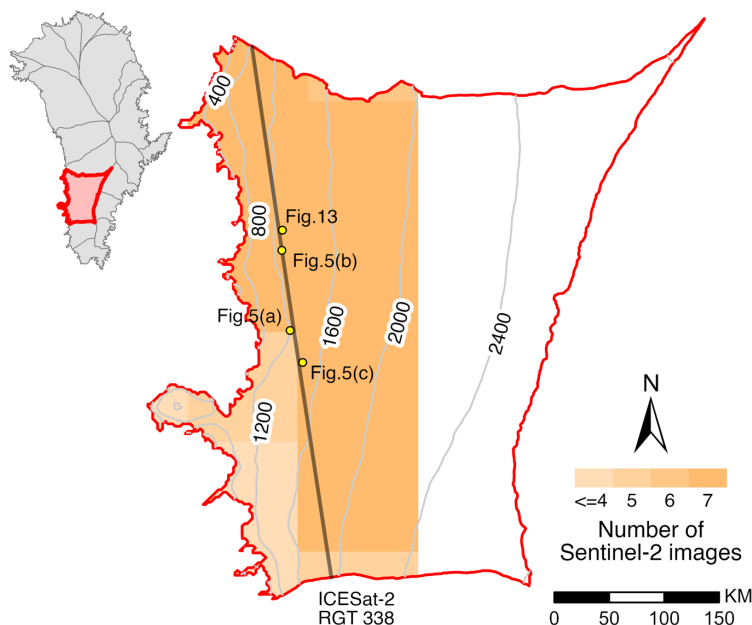 400
800
Fig.13
Fig.5(b)
Fig.5(a)
1600
2000
2400
Fig.5(c)
1200
N
<=4 5 6 7
Number of
Sentinel-2 images
ICESat-2
RGT 338
KM
0 50 100 150